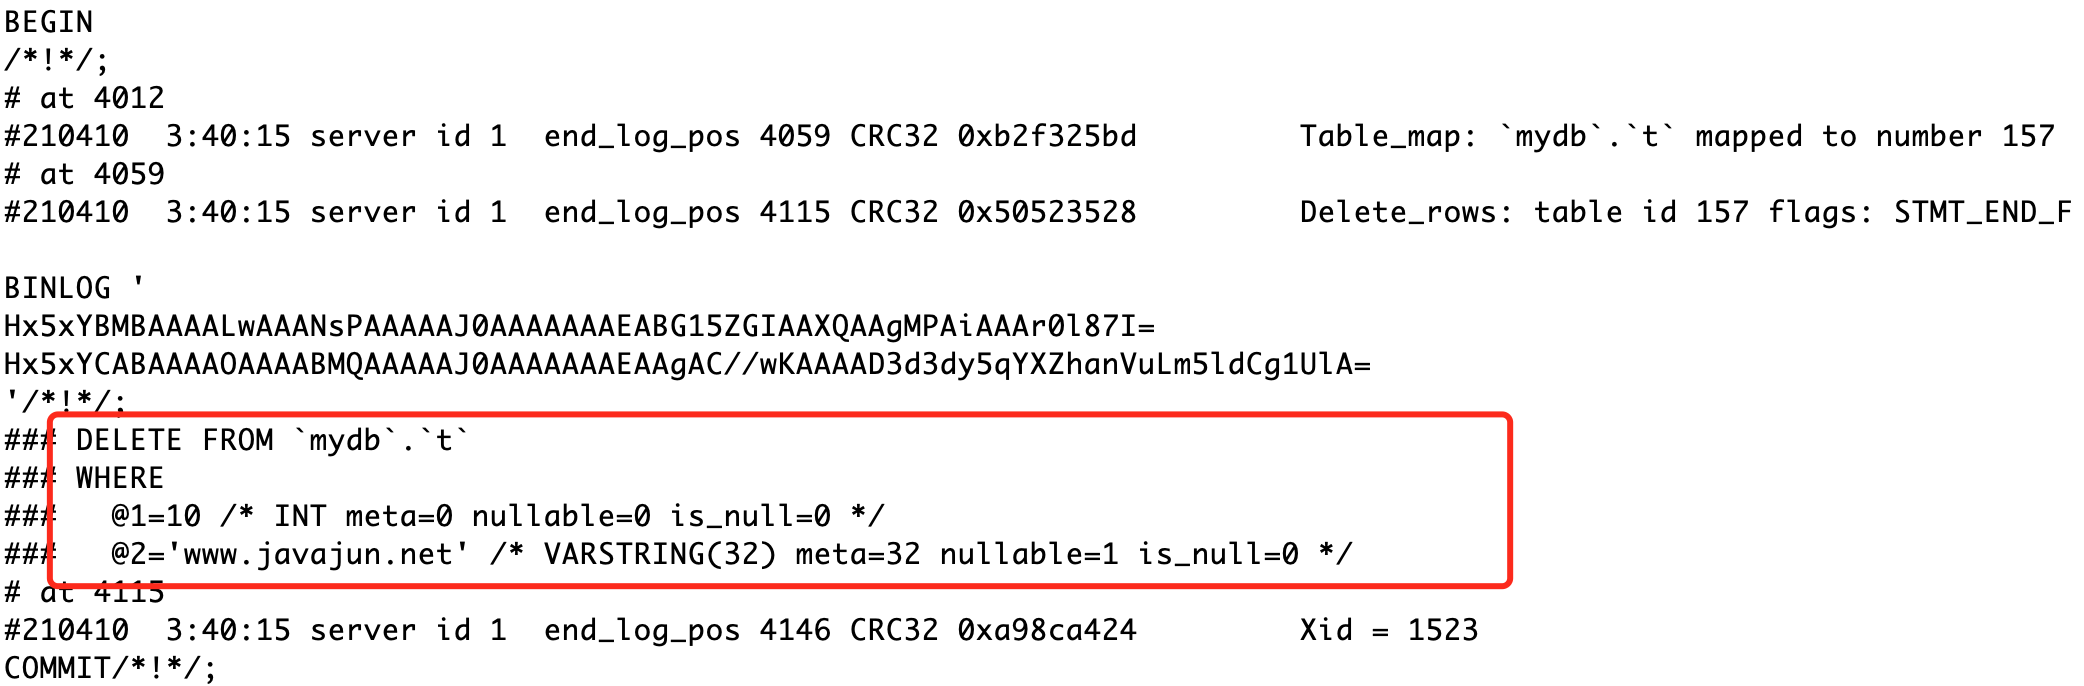 BEGIN
/*!*/;
# at 4012
#210410  3:40:15 server id 1  end_log_pos 4059 CRC32 0xb2f325bd         Table_map: `mydb`.`t` mapped to number 157
# at 4059
#210410  3:40:15 server id 1  end_log_pos 4115 CRC32 0x50523528         Delete_rows: table id 157 flags: STMT_END_F
BINLOG '
Hx5xYBMBAAAALwAAANsPAAAAAJ0AAAAAAAEABG15ZGIAAXQAAgMPAiAAAAr0l87I=
Hx5xYCABAAAAOAAAABMQAAAAAJ0AAAAAAAEAAgAC//wKAAAAD3d3dy5qYXZhanVuLm5ldCg1UlA=
'/*!*/;
### DELETE FROM `mydb`.`t`
### WHERE
###   @1=10 /* INT meta=0 nullable=0 is_null=0 */
###   @2='www.javajun.net' /* VARSTRING(32) meta=32 nullable=1 is_null=0 */
# at 4115
#210410  3:40:15 server id 1  end_log_pos 4146 CRC32 0xa98ca424         Xid = 1523
COMMIT/*!*/;